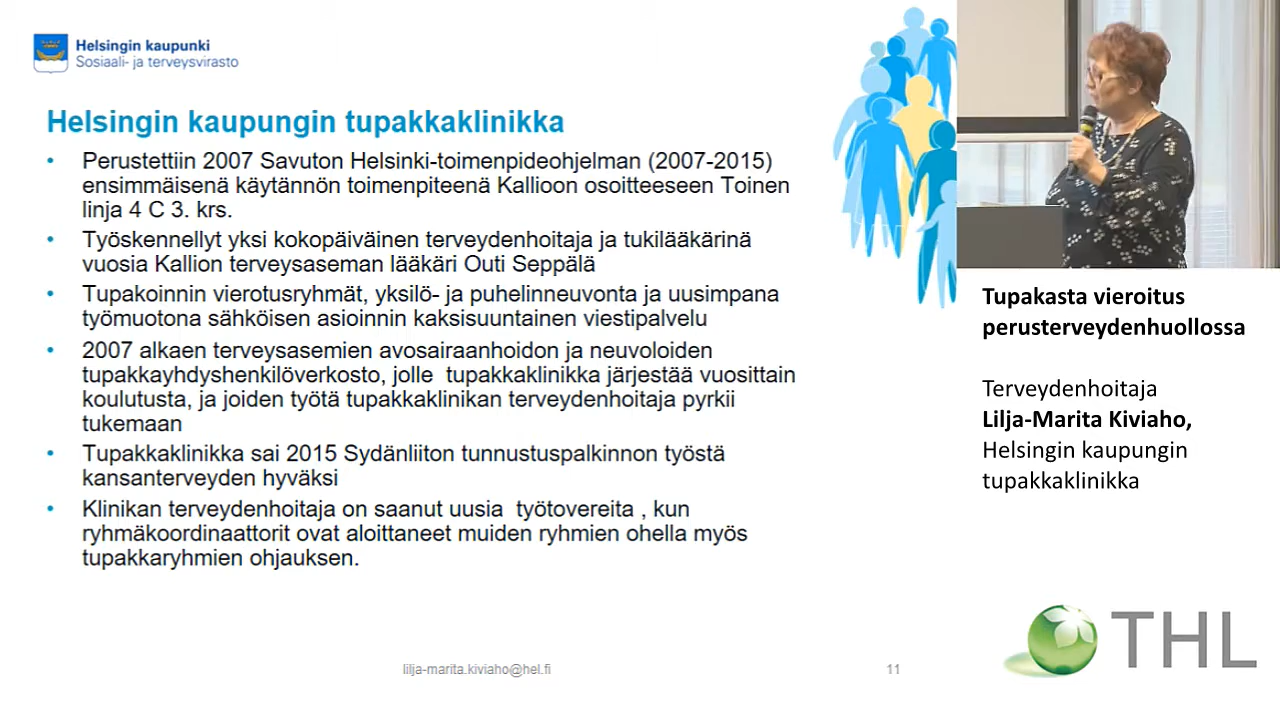 Helsingin kaupunki
Sosiaali- ja terveysvirasto
Helsingin kaupungin tupakkaklinikka
• Perustettiin 2007 Savuton Helsinki-toimenpideohjelman (2007-2015)
ensimmäisenä käytännön toimenpiteenä Kallioon osoitteeseen Toinen
linja 4 C 3. krs.
• Työskennellyt yksi kokopäiväinen terveydenhoitaja ja tukilääkärinä
vuosia Kallion terveysaseman lääkäri Outi Seppälä
• Tupakoinnin vierotusryhmät, yksilö- ja puhelinneuvonta ja uusimpana
työmuotona sähköisen asioinnin kaksisuuntainen viestipalvelu
• 2007 alkaen terveysasemien avosairaanhoidon ja neuvoloiden
tupakkayhdyshenkilöverkosto, jolle tupakkaklinikka järjestää vuosittain
koulutusta, ja joiden työtä tupakkaklinikan terveydenhoitaja pyrkii
tukemaan
• Tupakkaklinikka sai 2015 Sydänliiton tunnustuspalkinnon työstä
kansanterveyden hyväksi
• Klinikan terveydenhoitaja on saanut uusia työtovereita , kun
ryhmäkoordinaattorit ovat aloittaneet muiden ryhmien ohella myös
tupakkaryhmien ohjauksen.
lilja-marita.kiviaho@hel.fi
11
Tupakasta vieroitus
perusterveydenhuollossa
Terveydenhoitaja
Lilja-Marita Kiviaho,
Helsingin kaupungin
tupakkaklinikka
THL